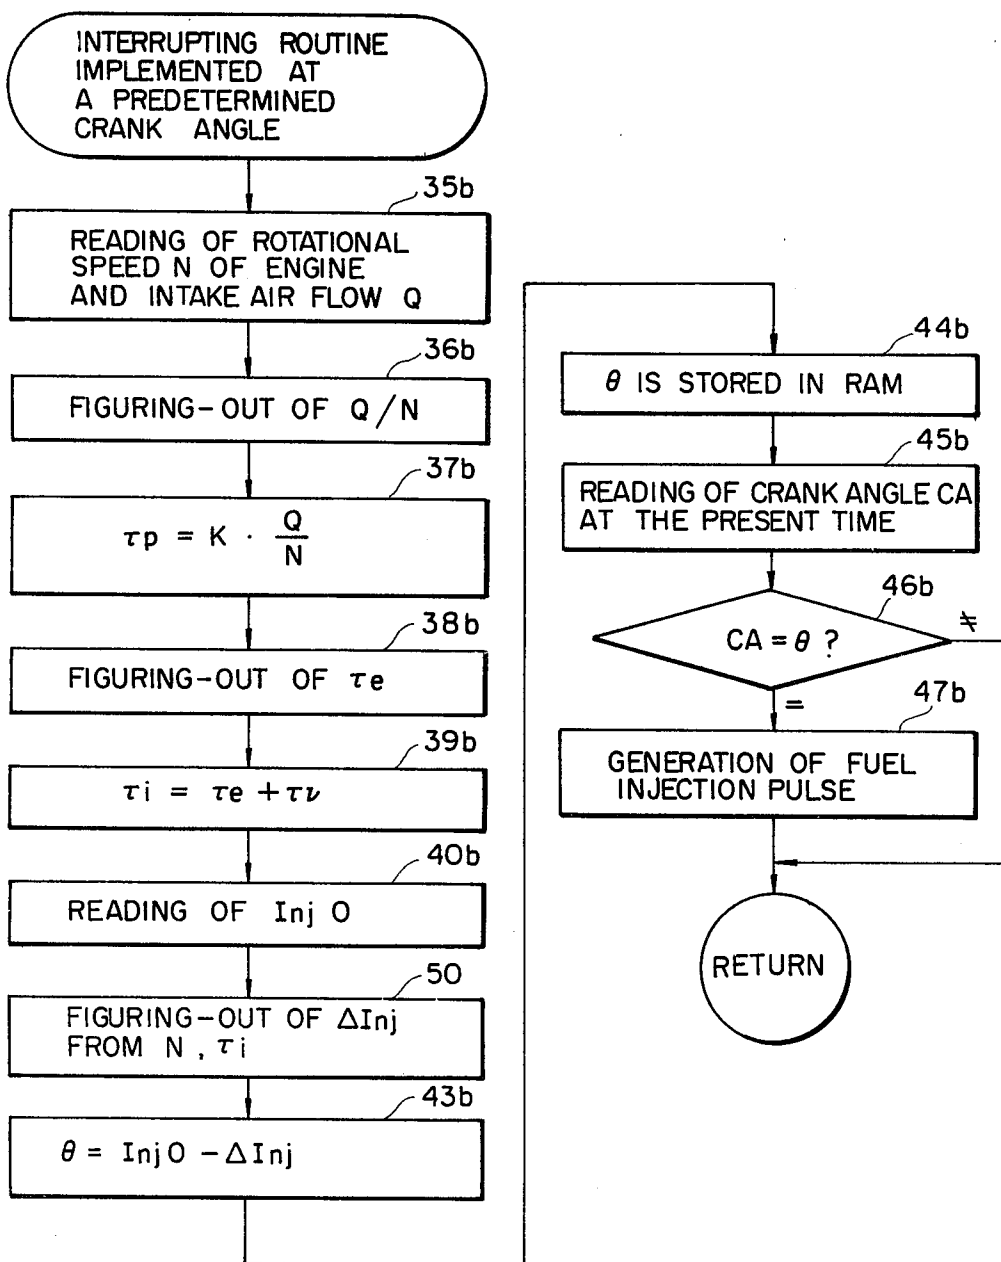 INTERRUPTING ROUTINE
IMPLEMENTED AT
A PREDETERMINED
CRANK ANGLE
35b
READING OF ROTATIONAL
SPEED N OF ENGINE
AND INTAKE AIR FLOW Q
36b
FIGURING-OUT OF Q/N
37b
τp = K · Q/N
38b
FIGURING-OUT OF τe
39b
τi = τe + τν
40b
READING OF Inj O
50
FIGURING-OUT OF ΔInj
FROM N, τi
43b
θ = Inj O − ΔInj
44b
θ IS STORED IN RAM
45b
READING OF CRANK ANGLE CA
AT THE PRESENT TIME
46b
CA = θ ?
≠
=
47b
GENERATION OF FUEL
INJECTION PULSE
RETURN